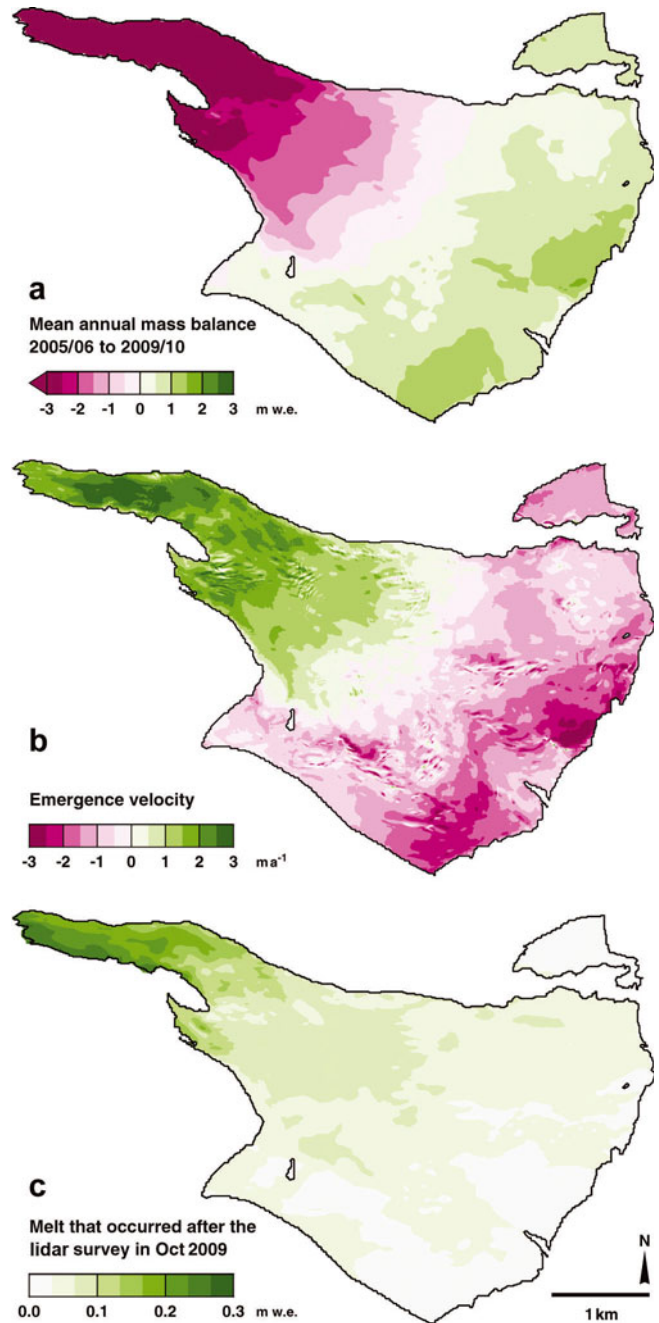 a
Mean annual mass balance
2005/06 to 2009/10
-3 -2 -1 0 1 2 3 m w.e.
b
Emergence velocity
-3 -2 -1 0 1 2 3 m a⁻¹
c
Melt that occurred after the
lidar survey in Oct 2009
0.0 0.1 0.2 0.3 m w.e.
N
1 km